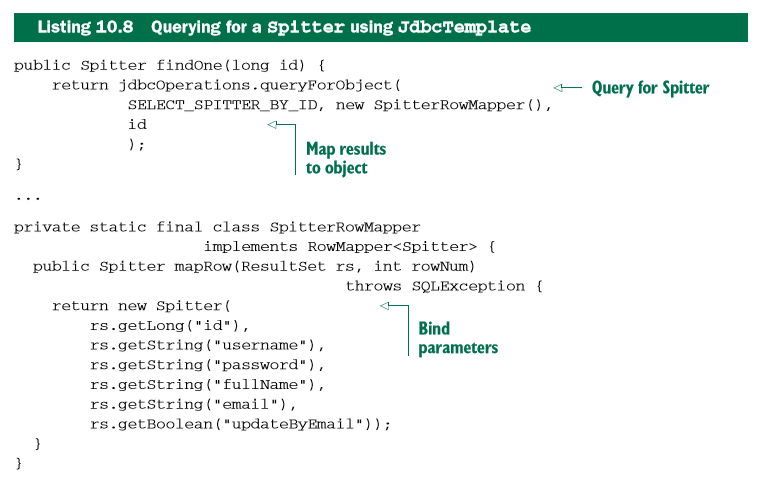 Listing 10.8 Querying for a Spitter using JdbcTemplate
public Spitter findOne(long id) {
return jdbcOperations.queryForObject(
Query for Spitter
SELECT_SPITTER_BY_ID, new SpitterRowMapper(),
id
);
Map results
to object
}
...
private static final class SpitterRowMapper
implements RowMapper<Spitter> {
public Spitter mapRow(ResultSet rs, int rowNum)
throws SQLException {
return new Spitter(
rs.getLong("id"),
Bind
parameters
rs.getString("username"),
rs.getString("password"),
rs.getString("fullName"),
rs.getString("email"),
rs.getBoolean("updateByEmail"));
}
}